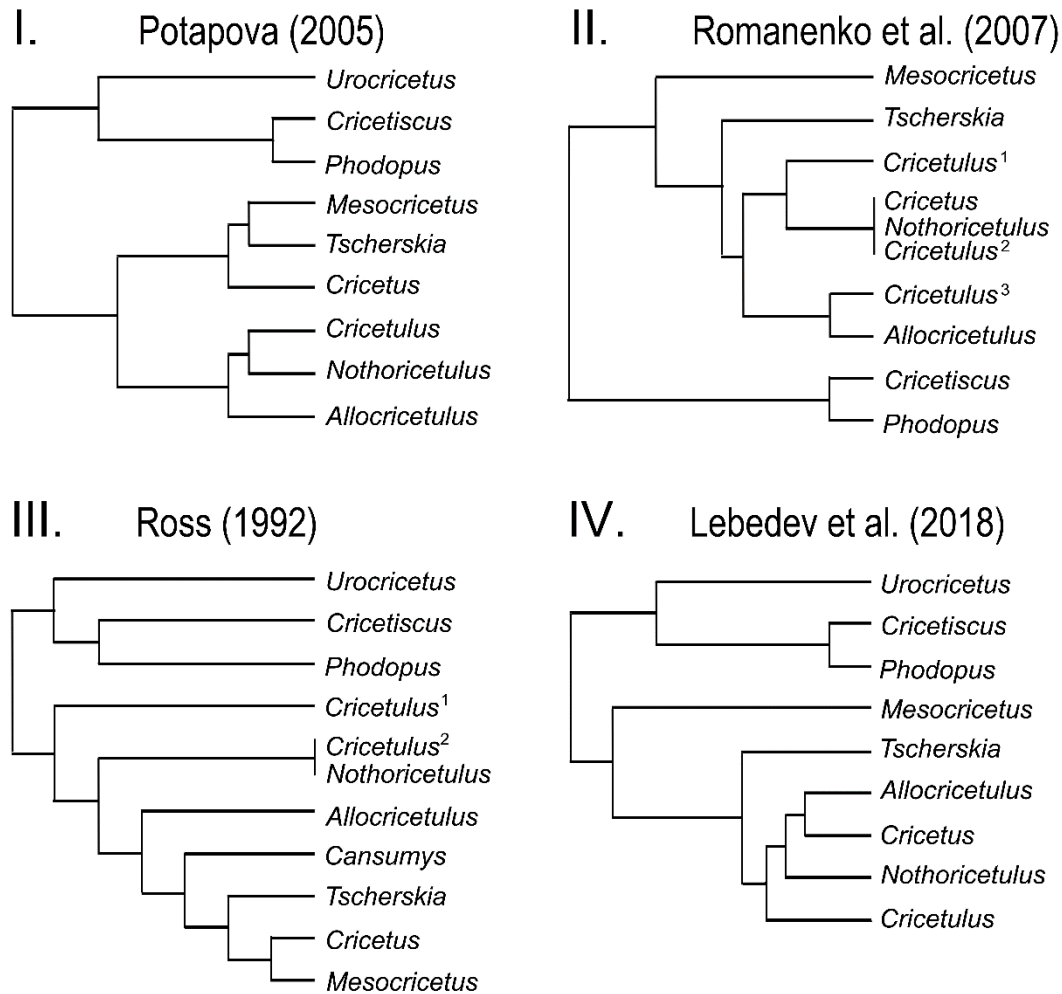 I. Potapova (2005)
Urocricetus
Cricetiscus
Phodopus
Mesocricetus
Tscherskia
Cricetus
Cricetulus
Nothoricetulus
Allocricetulus
II. Romanenko et al. (2007)
Mesocricetus
Tscherskia
Cricetulus¹
Cricetus
Nothoricetulus
Cricetulus²
Cricetulus³
Allocricetulus
Cricetiscus
Phodopus
III. Ross (1992)
Urocricetus
Cricetiscus
Phodopus
Cricetulus¹
Cricetulus²
Nothoricetulus
Allocricetulus
Cansumys
Tscherskia
Cricetus
Mesocricetus
IV. Lebedev et al. (2018)
Urocricetus
Cricetiscus
Phodopus
Mesocricetus
Tscherskia
Allocricetulus
Cricetus
Nothoricetulus
Cricetulus